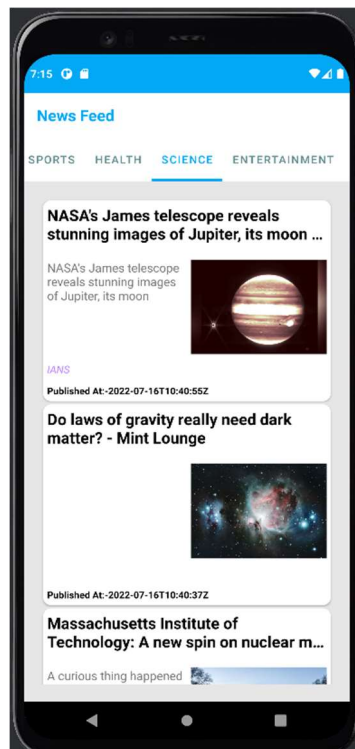 7:15
News Feed
SPORTS HEALTH SCIENCE ENTERTAINMENT
NASA's James telescope reveals
stunning images of Jupiter, its moon ...
NASA's James telescope
reveals stunning images
of Jupiter, its moon
IANS
Published At:-2022-07-16T10:40:55Z
Do laws of gravity really need dark
matter? - Mint Lounge
Published At:-2022-07-16T10:40:37Z
Massachusetts Institute of
Technology: A new spin on nuclear m...
A curious thing happened